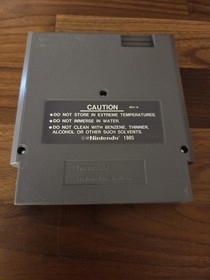 CAUTION
●DO NOT STORE IN EXTREME TEMPERATURES.
●DO NOT IMMERSE IN WATER.
●DO NOT CLEAN WITH BENZENE, THINNER,
ALCOHOL OR OTHER SUCH SOLVENTS.
©Nintendo 1985
Nintendo